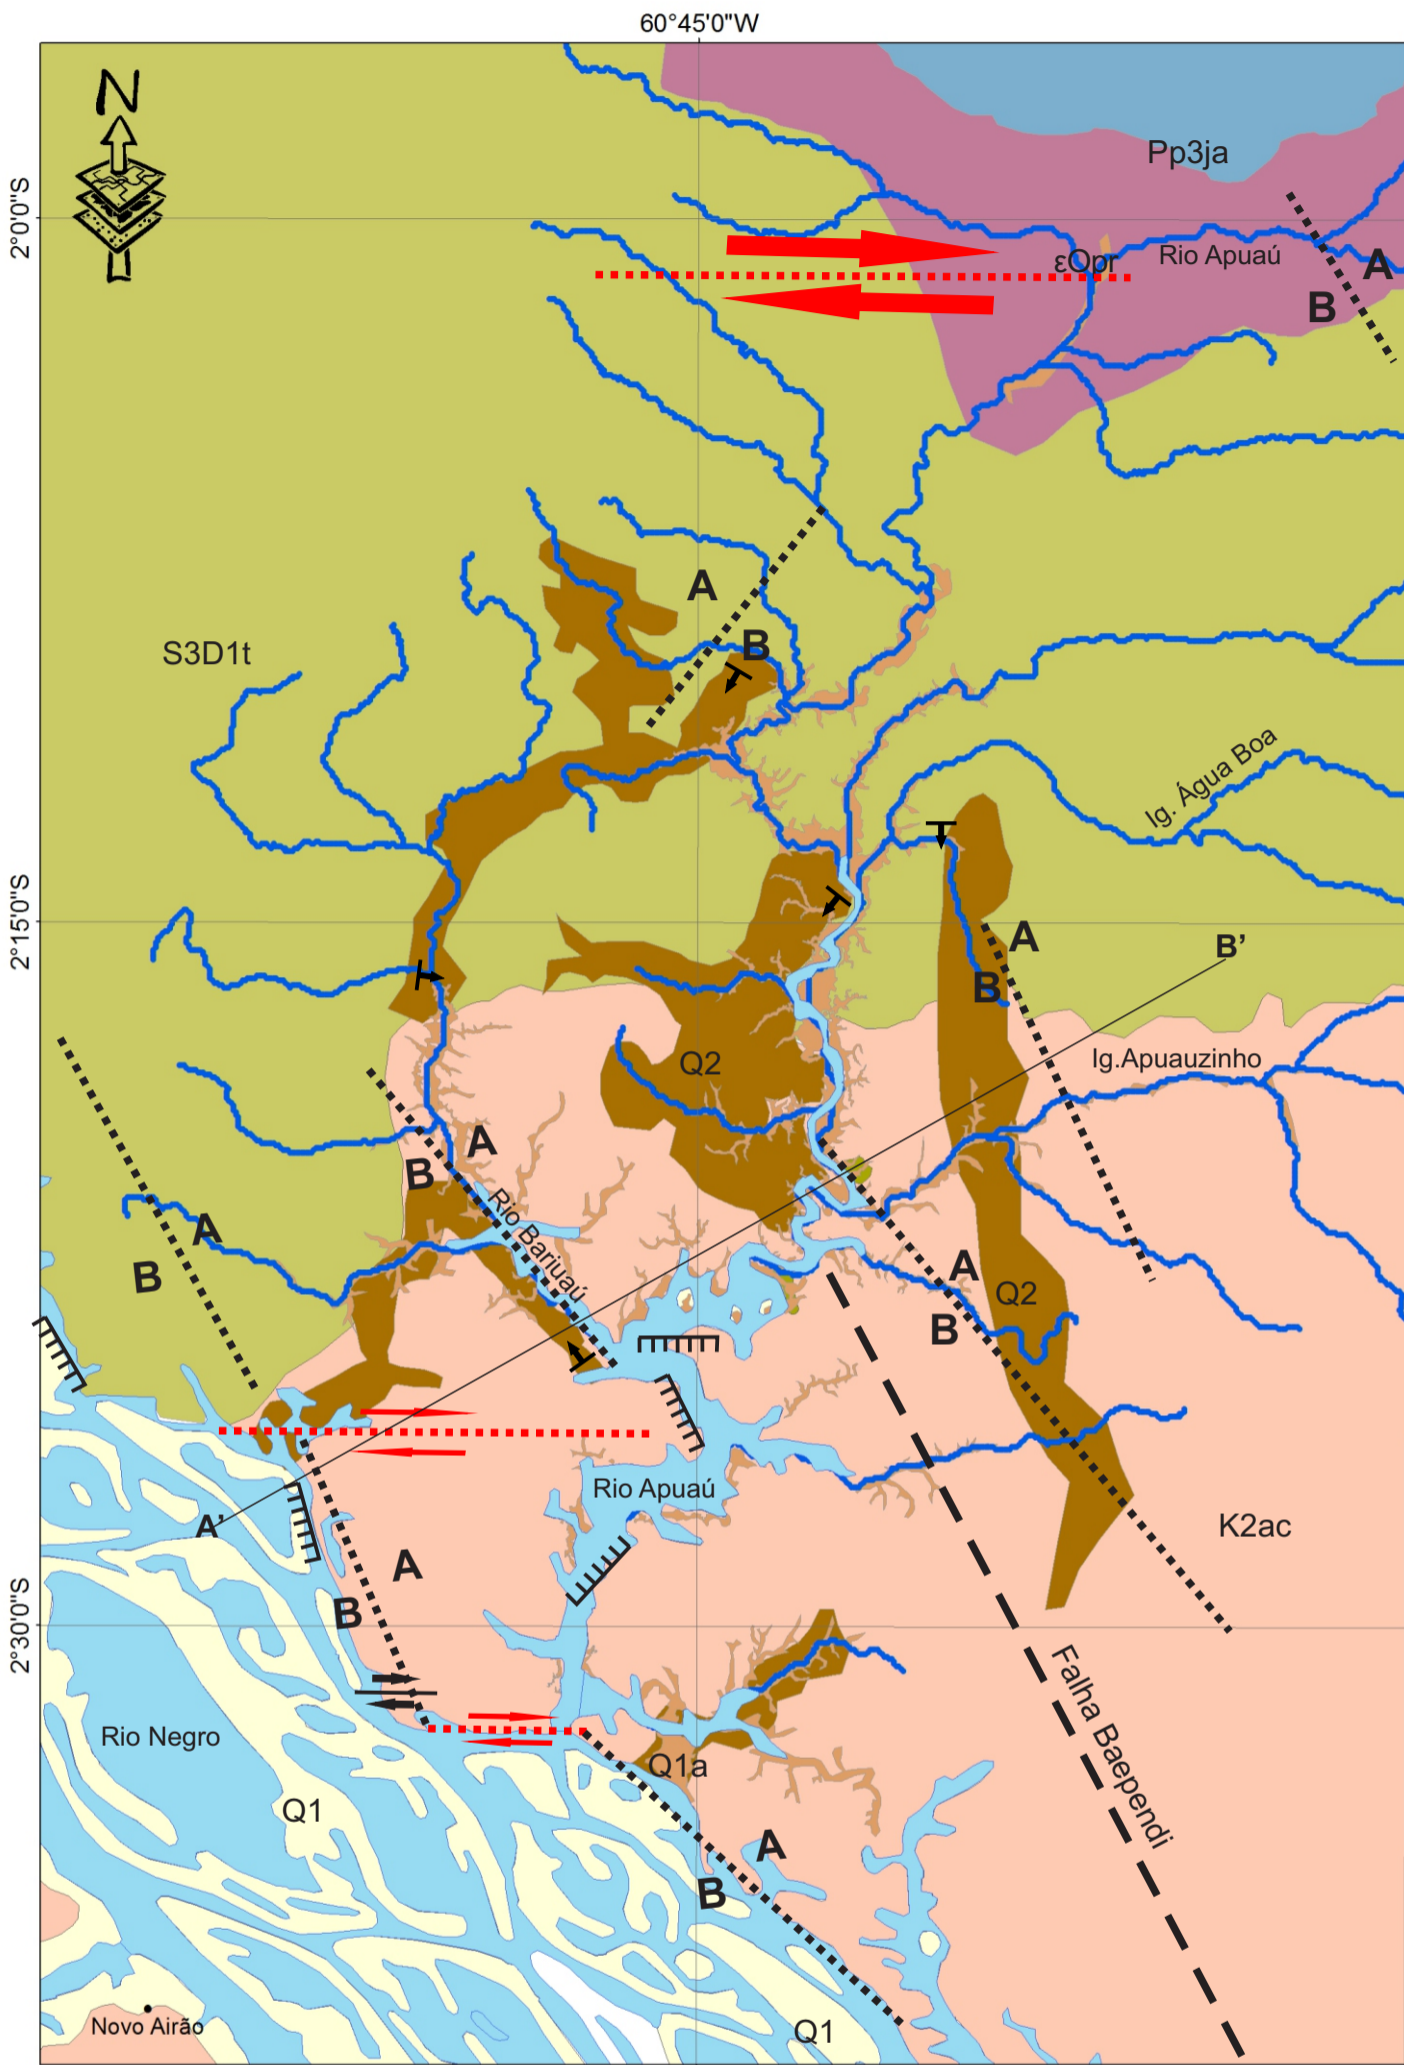 60°45'0"W
N
Pp3ja
2°0'0"S
εOpr
Rio Apuaú
A
B
A
B
S3D1t
Ig. Água Boa
2°15'0"S
A
B'
B
Q2
Ig.Apuauzinho
A
B
A
B
Rio Bariuaú
A
B
Q2
Rio Apuaú
A'
K2ac
A
B
2°30'0"S
Falha Baependi
Rio Negro
Q1a
Q1
A
B
Novo Airão
Q1